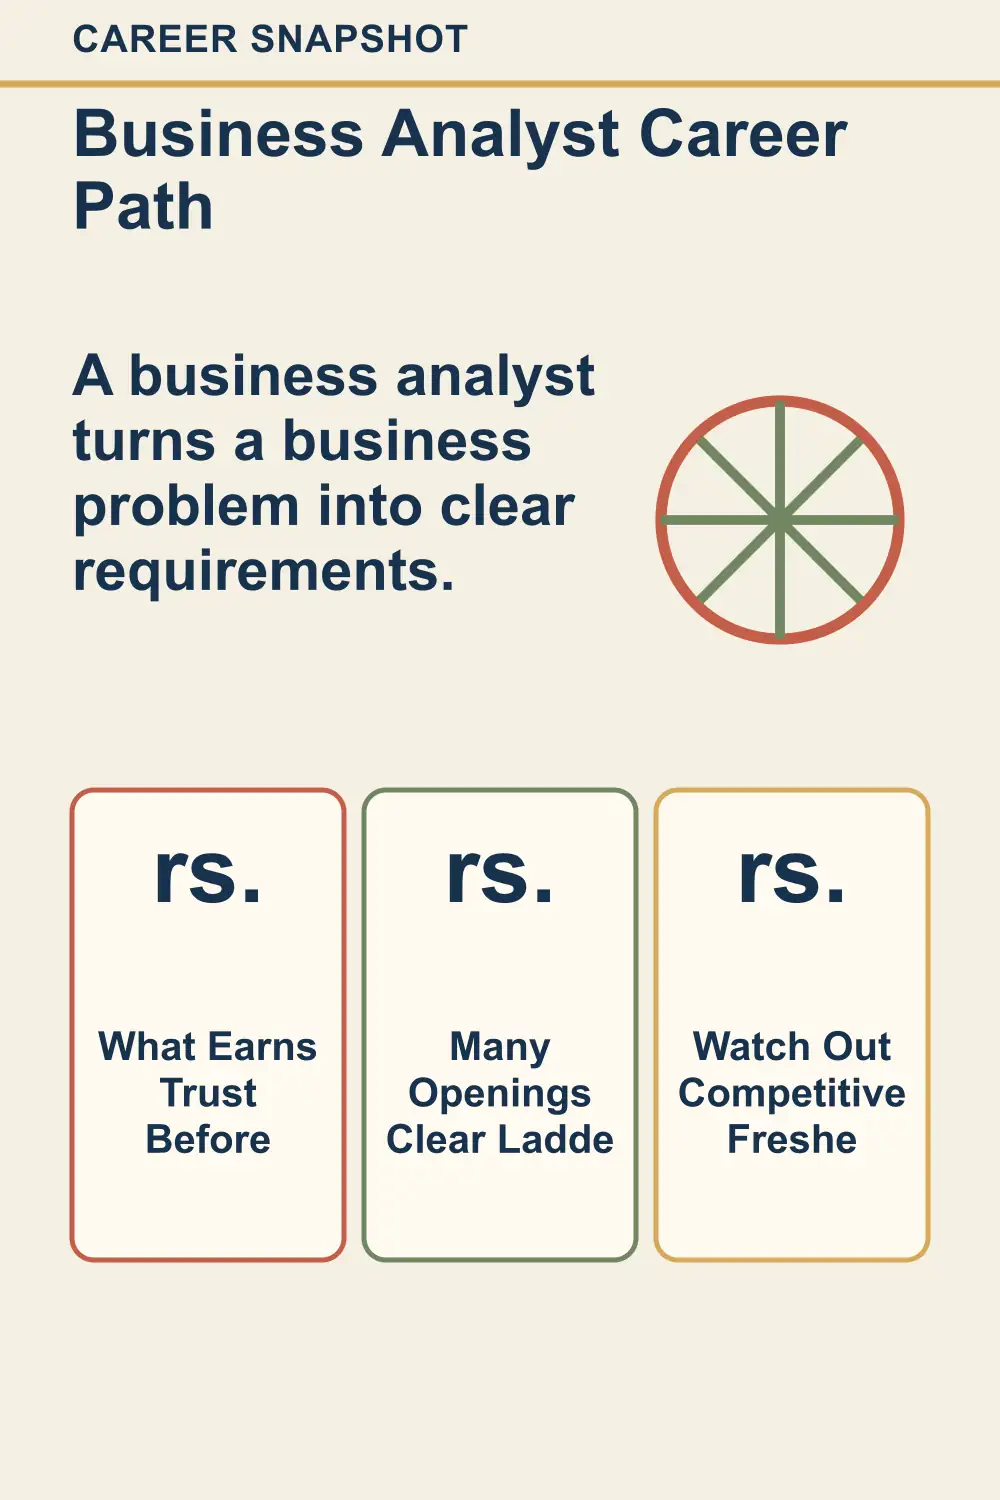 CAREER SNAPSHOT
Business Analyst Career
Path
A business analyst
turns a business
problem into clear
requirements.
rs.
What Earns
Trust
Before
rs.
Many
Openings
Clear Ladde
rs.
Watch Out
Competitive
Freshe